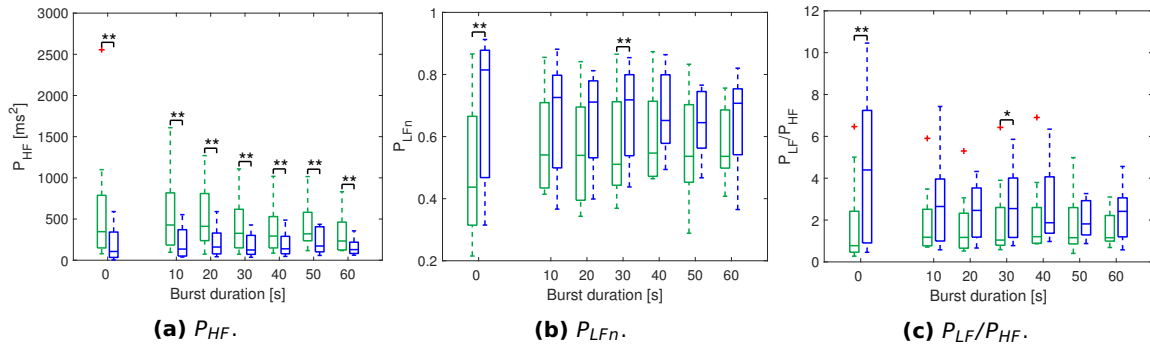 P_HF [ms²]
3000
2500
2000
1500
1000
500
0
**
**
**
**
**
**
**
0 10 20 30 40 50 60
Burst duration [s]
(a) P_HF.
P_LFn
1
0.8
0.6
0.4
0.2
**
**
0 10 20 30 40 50 60
Burst duration [s]
(b) P_LFn.
P_LF/P_HF
12
10
8
6
4
2
0
**
*
0 10 20 30 40 50 60
Burst duration [s]
(c) P_LF/P_HF.